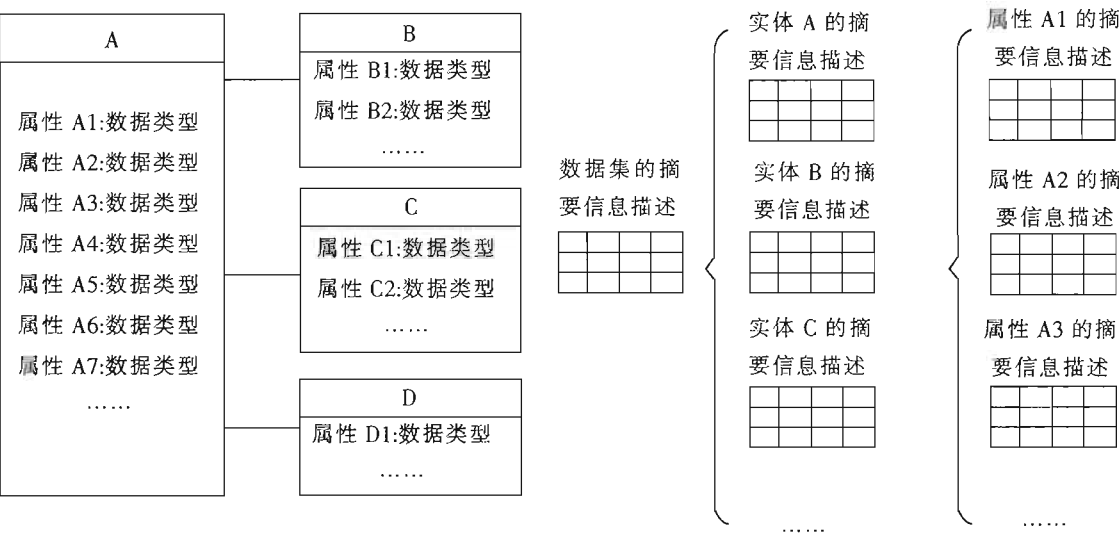 A
属性 A1:数据类型
属性 A2:数据类型
属性 A3:数据类型
属性 A4:数据类型
属性 A5:数据类型
属性 A6:数据类型
属性 A7:数据类型
……
B
属性 B1:数据类型
属性 B2:数据类型
……
C
属性 C1:数据类型
属性 C2:数据类型
……
D
属性 D1:数据类型
……
数据集的摘
要信息描述
实体 A 的摘
要信息描述
实体 B 的摘
要信息描述
实体 C 的摘
要信息描述
……
属性 A1 的摘
要信息描述
属性 A2 的摘
要信息描述
属性 A3 的摘
要信息描述
……